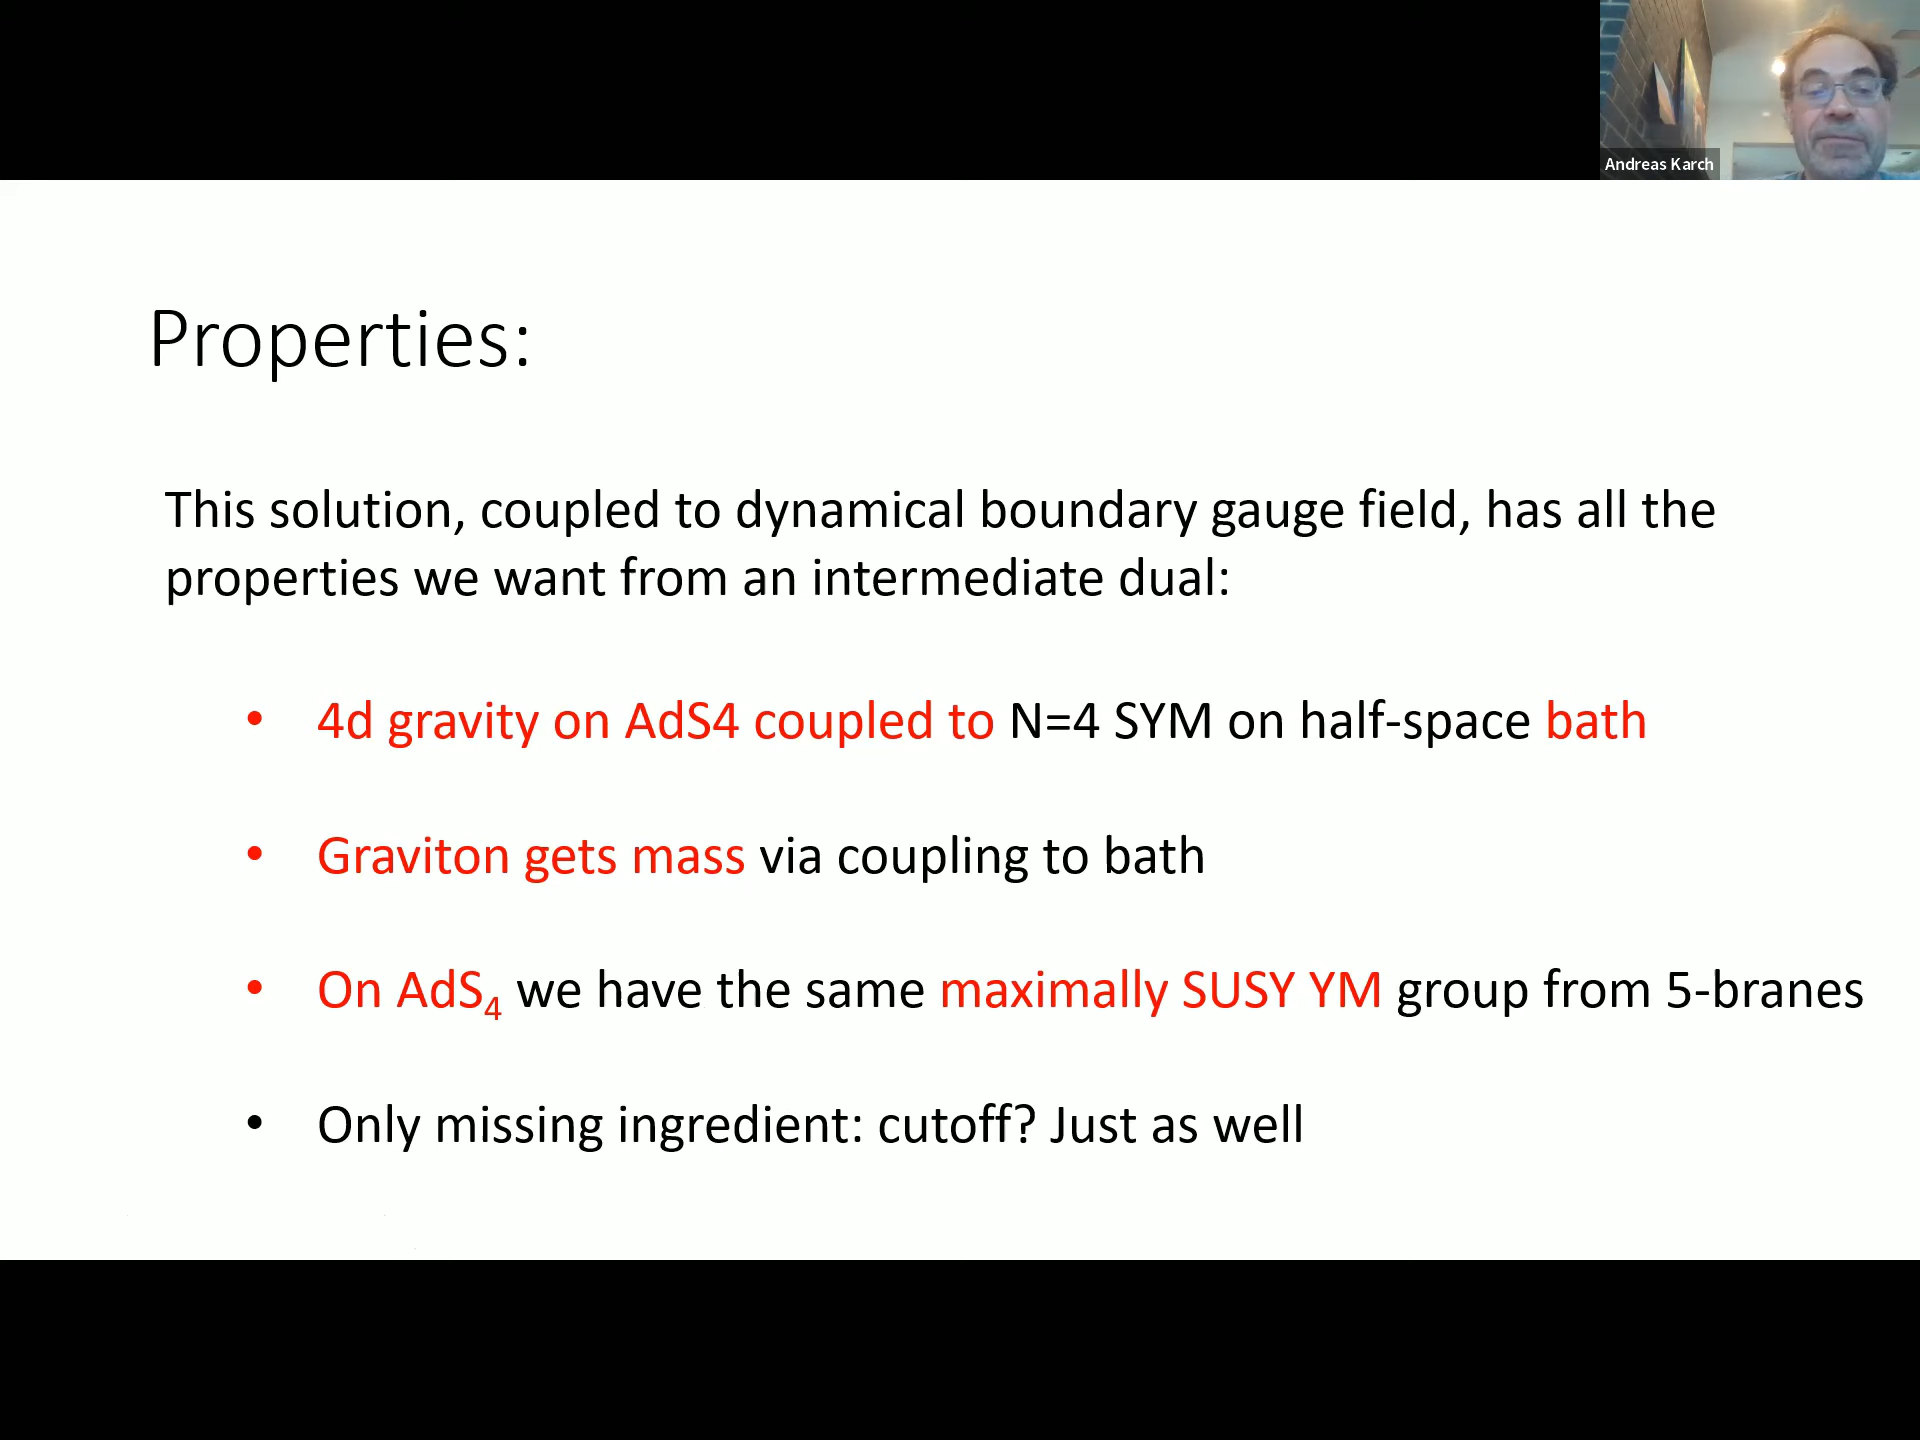 Andreas Karch
Properties:
This solution, coupled to dynamical boundary gauge field, has all the
properties we want from an intermediate dual:
• 4d gravity on AdS4 coupled to N=4 SYM on half-space bath
• Graviton gets mass via coupling to bath
• On AdS₄ we have the same maximally SUSY YM group from 5-branes
• Only missing ingredient: cutoff? Just as well